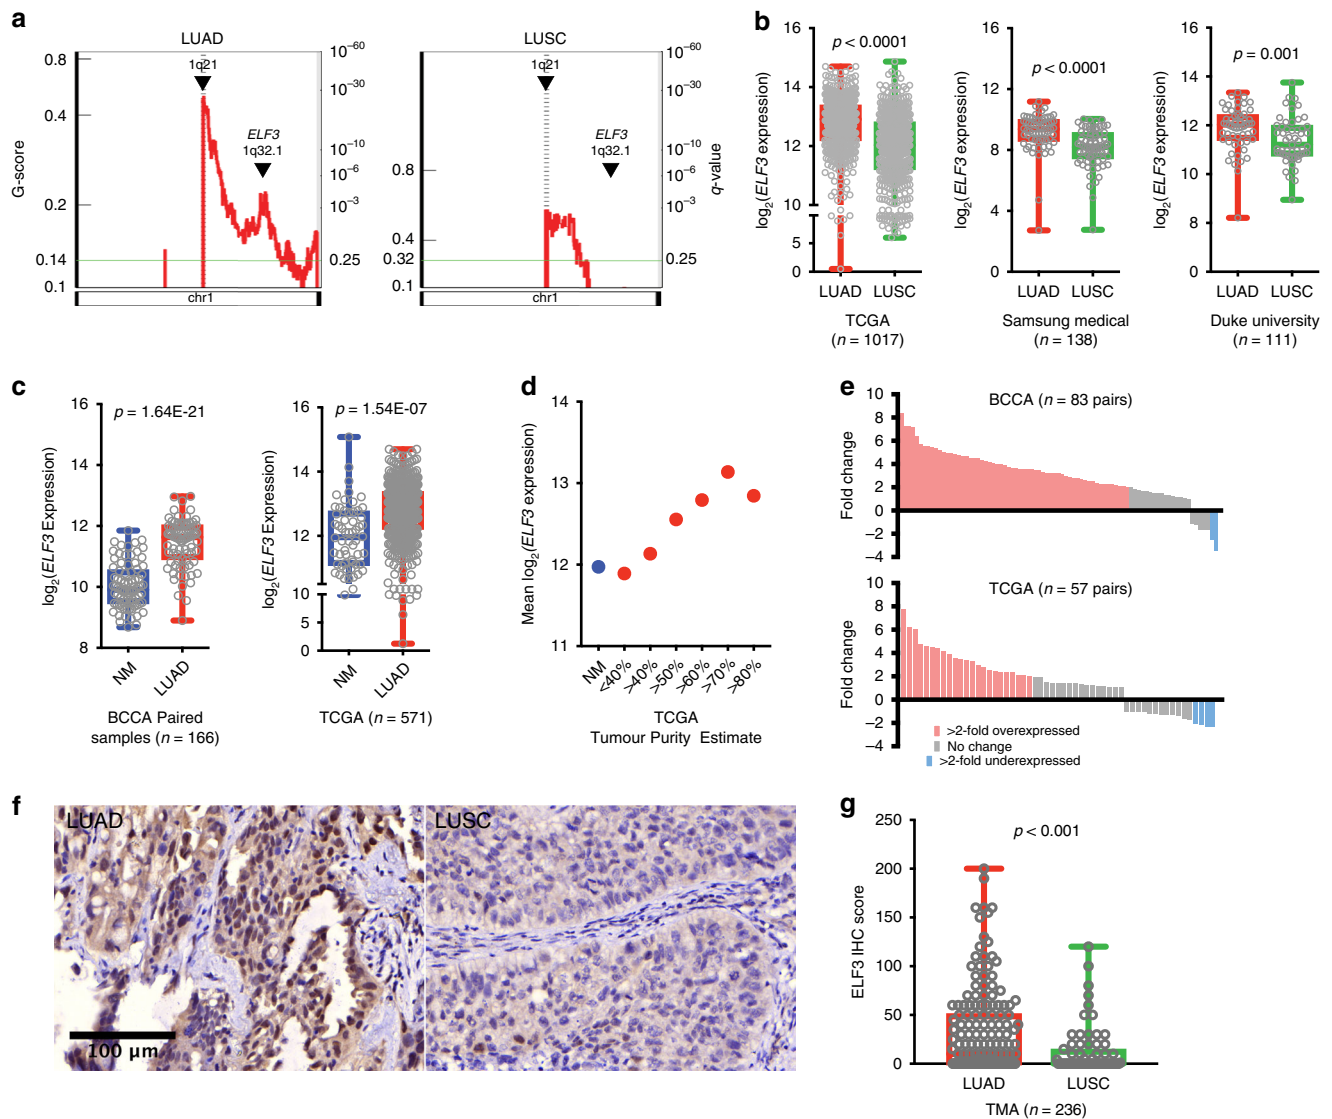 a
LUAD
LUSC
0.8
0.4
0.2
0.14
0.1
G-score
1q21
ELF3
1q32.1
10−60
10−30
10−10
10−6
10−3
0.25
chr1
0.8
0.4
0.32
0.1
1q21
ELF3
1q32.1
10−60
10−30
10−10
10−6
10−3
0.25
q-value
chr1
b
log2(ELF3 expression)
16
14
12
10
5
0
p < 0.0001
LUAD LUSC
TCGA
(n = 1017)
log2(ELF3 expression)
16
12
8
4
0
p < 0.0001
LUAD LUSC
Samsung medical
(n = 138)
log2(ELF3 expression)
16
14
12
10
8
0
p = 0.001
LUAD LUSC
Duke university
(n = 111)
c
log2(ELF3 Expression)
16
14
12
10
8
p = 1.64E-21
NM
LUAD
BCCA Paired
samples (n = 166)
log2(ELF3 Expression)
16
14
12
10
5
0
p = 1.54E-07
NM
LUAD
TCGA (n = 571)
d
Mean log2(ELF3 expression)
14
13
12
11
NM
<40%
>40%
>50%
>60%
>70%
>80%
TCGA
Tumour Purity Estimate
e
BCCA (n = 83 pairs)
Fold change
10
8
6
4
2
0
−2
−4
TCGA (n = 57 pairs)
Fold change
10
8
6
4
2
0
−2
−4
>2-fold overexpressed
No change
>2-fold underexpressed
f
LUAD
LUSC
100 µm
g
ELF3 IHC score
250
200
150
100
50
0
p < 0.001
LUAD
LUSC
TMA (n = 236)